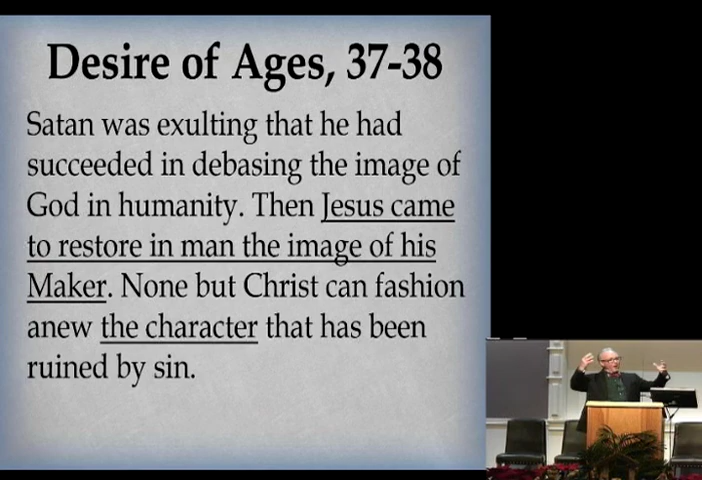 Desire of Ages, 37-38
Satan was exulting that he had
succeeded in debasing the image of
God in humanity. Then Jesus came
to restore in man the image of his
Maker. None but Christ can fashion
anew the character that has been
ruined by sin.